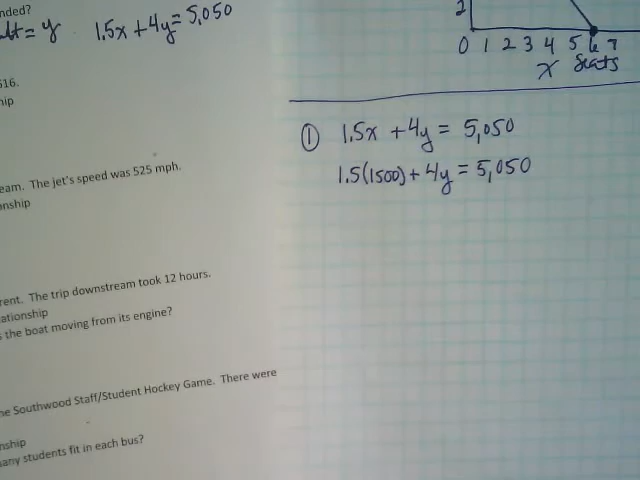 nded?
= y 1.5x + 4y = 5,050
516.
hip
eam. The jet's speed was 525 mph.
onship
rent. The trip downstream took 12 hours.
ationship
s the boat moving from its engine?
he Southwood Staff/Student Hockey Game. There were
nship
many students fit in each bus?
2
0 1 2 3 4 5 6 7
X Seats
① 1.5x + 4y = 5,050
1.5(1500) + 4y = 5,050